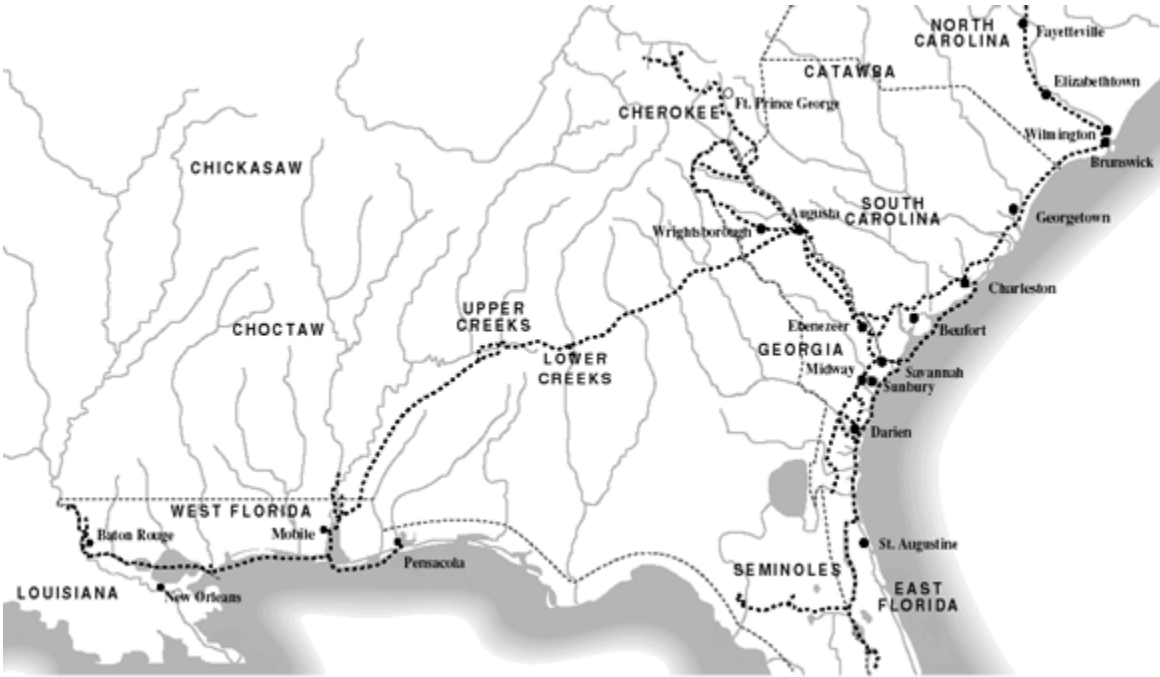 NORTH
CAROLINA
Fayetteville
CATAWBA
Elizabethtown
CHEROKEE
Ft. Prince George
Wilmington
Brunswick
CHICKASAW
SOUTH
CAROLINA
Augusta
Georgetown
Wrightsborough
Charleston
UPPER
CREEKS
CHOCTAW
Ebenezeer
Beufort
GEORGIA
LOWER
CREEKS
Midway
Savannah
Sunbury
Darien
WEST FLORIDA
Baton Rouge
Mobile
St. Augustine
Pensacola
SEMINOLES
LOUISIANA
New Orleans
EAST
FLORIDA